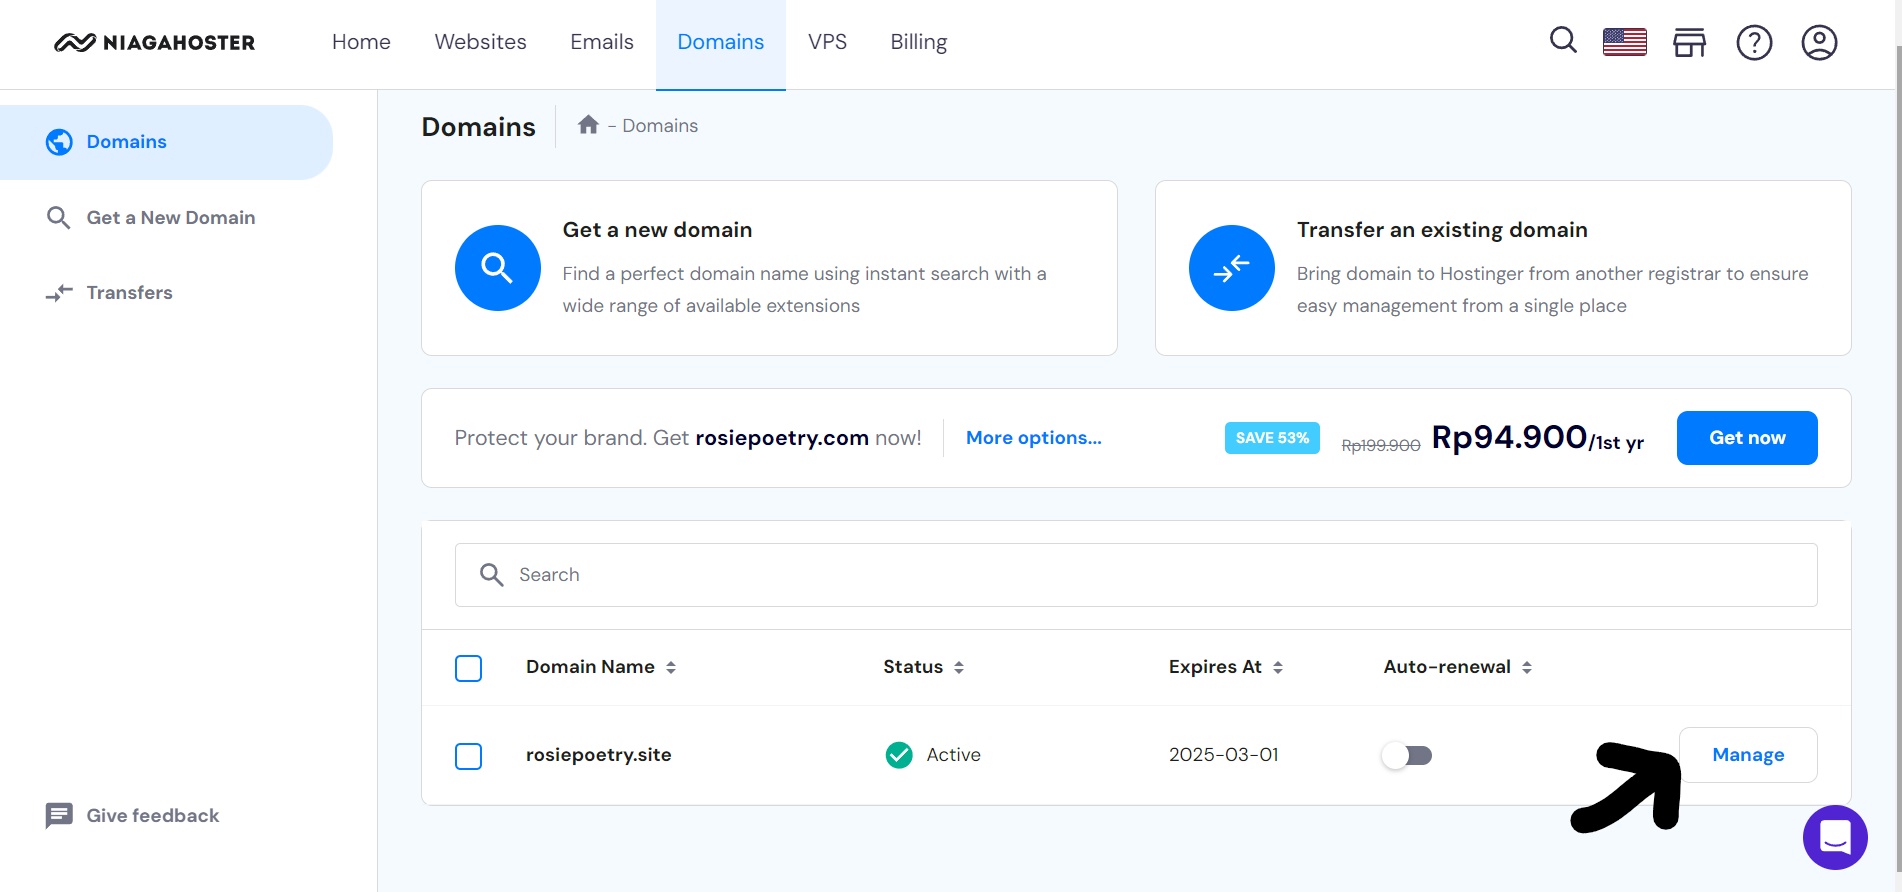 NIAGAHOSTER
Home Websites Emails Domains VPS Billing
Domains
Get a New Domain
Transfers
Give feedback
Domains - Domains
Get a new domain
Find a perfect domain name using instant search with a
wide range of available extensions
Transfer an existing domain
Bring domain to Hostinger from another registrar to ensure
easy management from a single place
Protect your brand. Get rosiepoetry.com now! More options... SAVE 53% Rp199.900 Rp94.900/1st yr Get now
Search
Domain Name Status Expires At Auto-renewal
rosiepoetry.site Active 2025-03-01 Manage